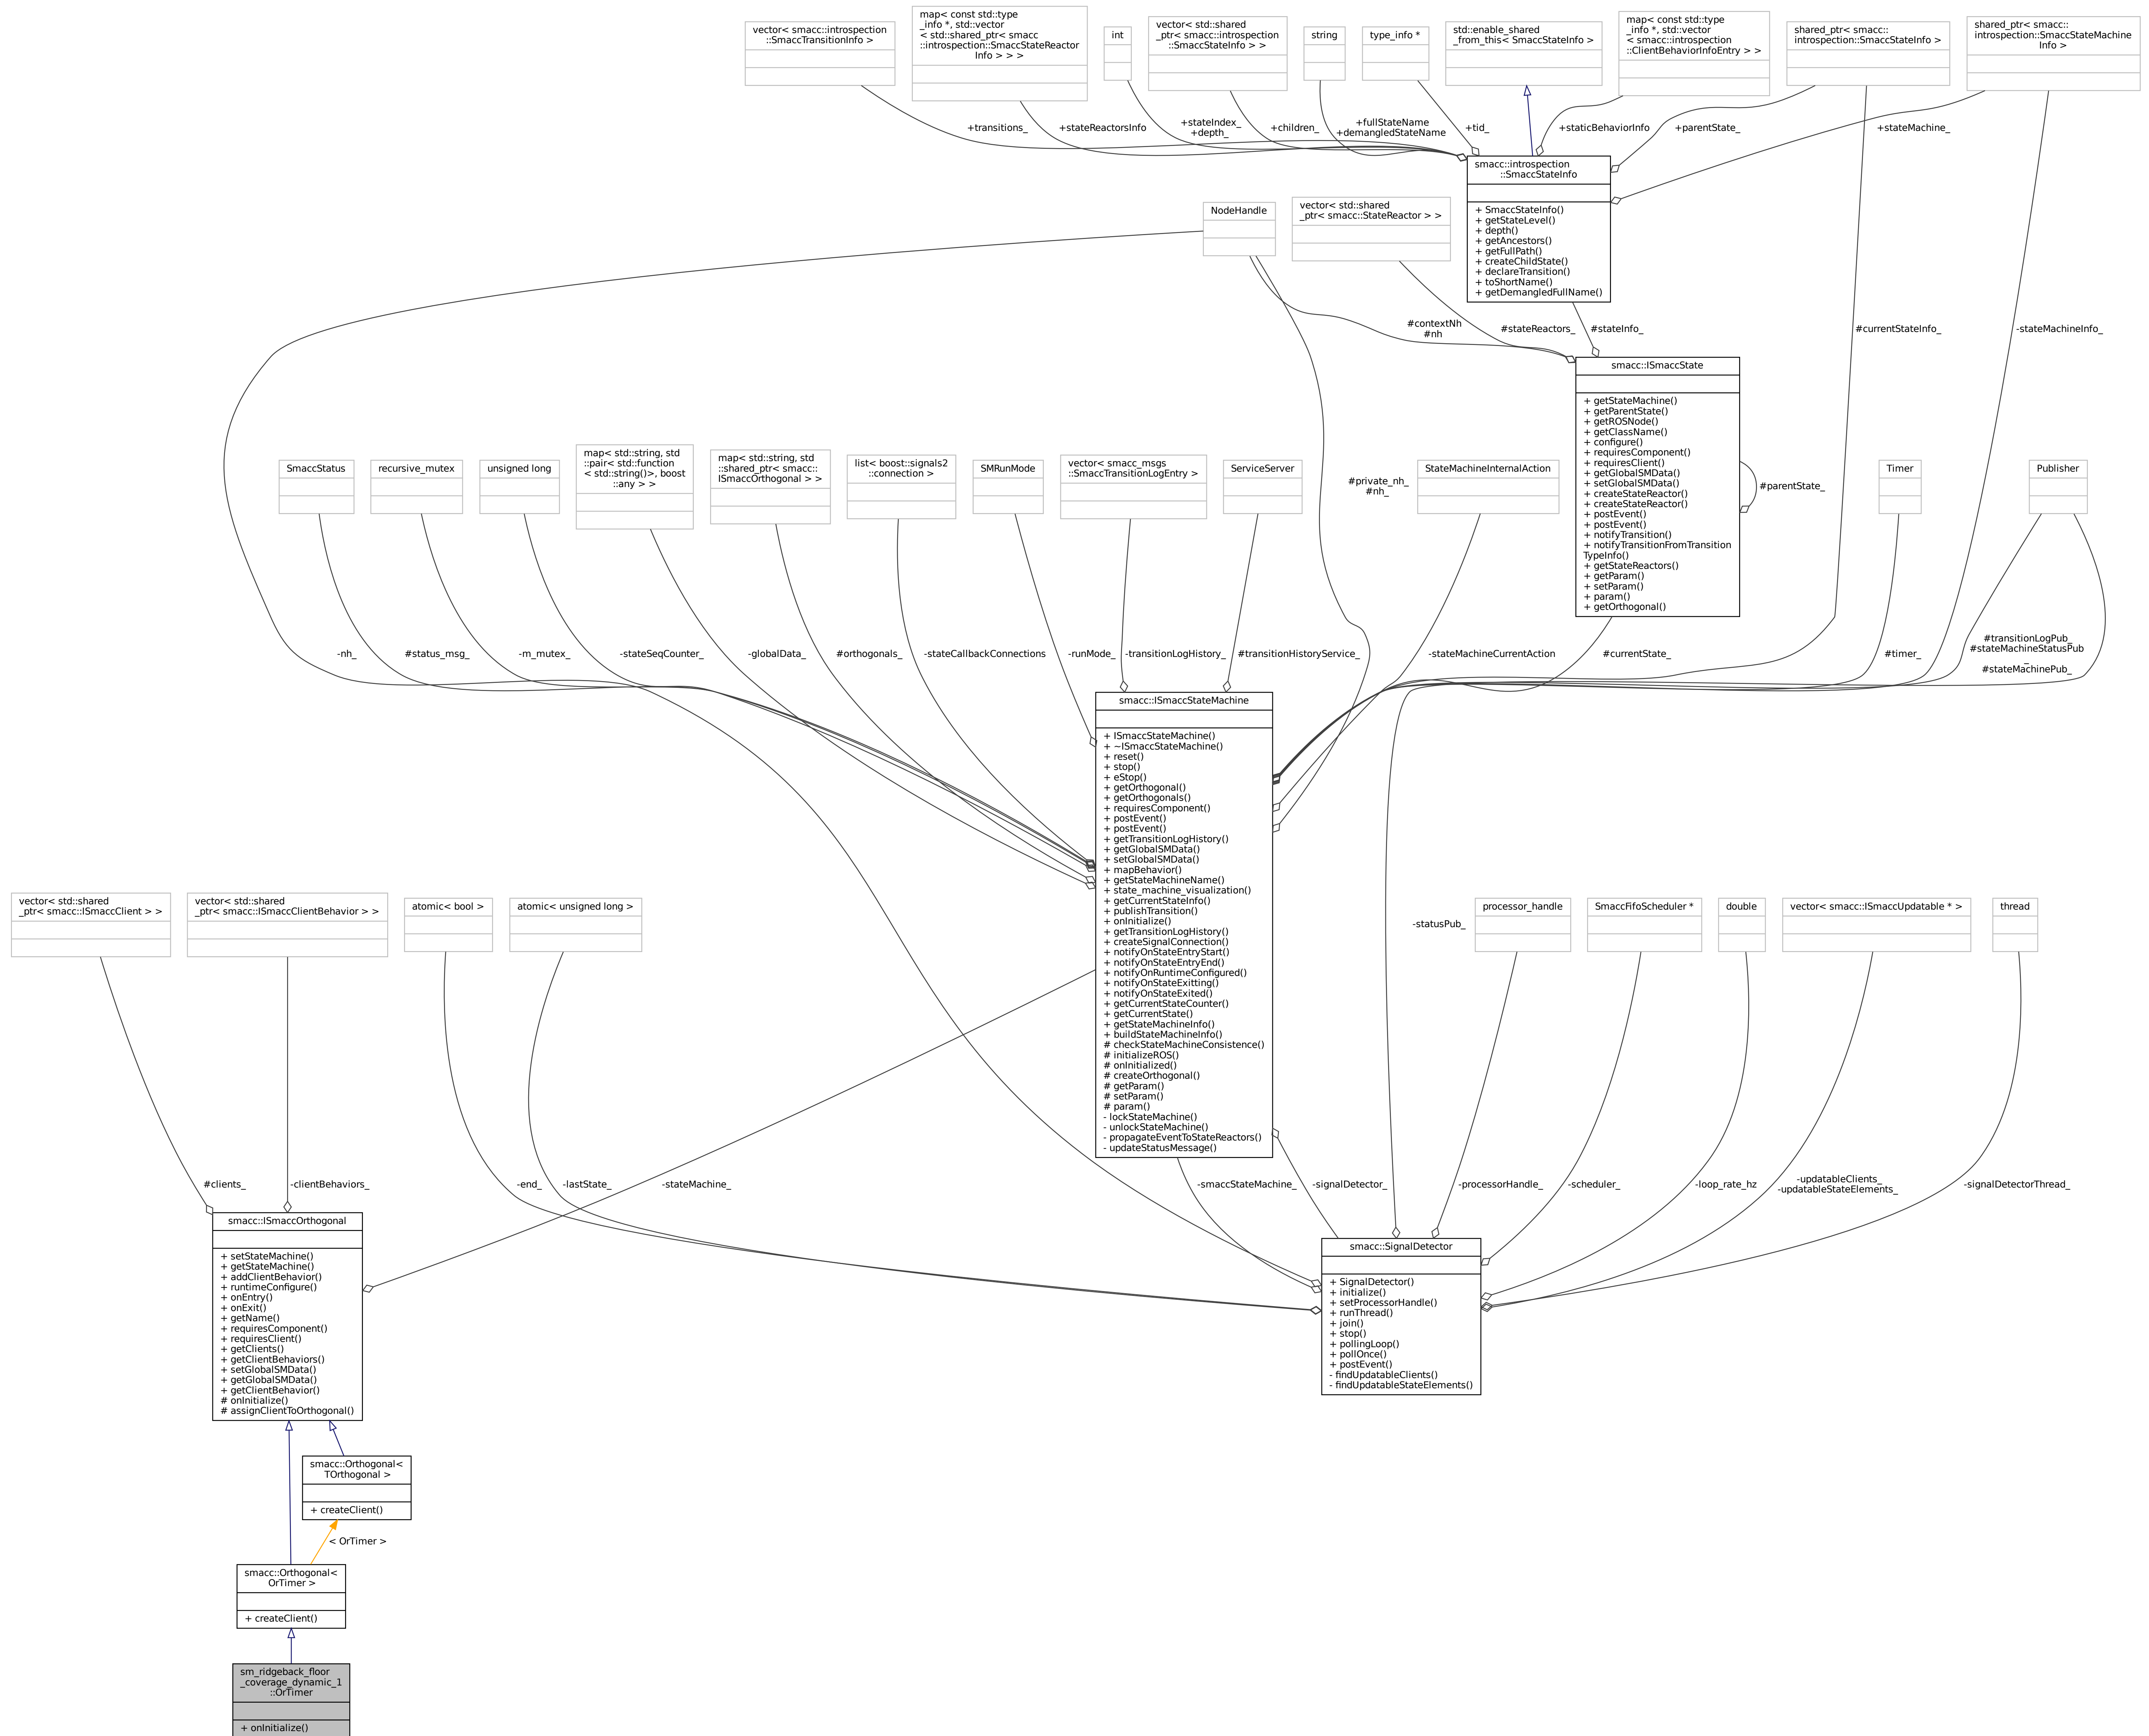 vector< smacc::introspection
::SmaccTransitionInfo >
map< const std::type
_info *, std::vector
< std::shared_ptr< smacc
::introspection::SmaccStateReactor
Info > > >
int
vector< std::shared
_ptr< smacc::introspection
::SmaccStateInfo > >
string
type_info *
std::enable_shared
_from_this< SmaccStateInfo >
map< const std::type
_info *, std::vector
< smacc::introspection
::ClientBehaviorInfoEntry > >
shared_ptr< smacc::
introspection::SmaccStateInfo >
shared_ptr< smacc::
introspection::SmaccStateMachine
Info >
+transitions_
+stateReactorsInfo
+stateIndex_
+depth_
+children_
+fullStateName
+demangledStateName
+tid_
+staticBehaviorInfo
+parentState_
+stateMachine_
smacc::introspection
::SmaccStateInfo
+ SmaccStateInfo()
+ getStateLevel()
+ depth()
+ getAncestors()
+ getFullPath()
+ createChildState()
+ declareTransition()
+ toShortName()
+ getDemangledFullName()
NodeHandle
vector< std::shared
_ptr< smacc::StateReactor > >
#contextNh
#nh
#stateReactors_
#stateInfo_
#currentStateInfo_
-stateMachineInfo_
smacc::ISmaccState
+ getStateMachine()
+ getParentState()
+ getROSNode()
+ getClassName()
+ configure()
+ requiresComponent()
+ requiresClient()
+ getGlobalSMData()
+ setGlobalSMData()
+ createStateReactor()
+ createStateReactor()
+ postEvent()
+ postEvent()
+ notifyTransition()
+ notifyTransitionFromTransition
TypeInfo()
+ getStateReactors()
+ getParam()
+ setParam()
+ param()
+ getOrthogonal()
#parentState_
SmaccStatus
recursive_mutex
unsigned long
map< std::string, std
::pair< std::function
< std::string()>, boost
::any > >
map< std::string, std
::shared_ptr< smacc::
ISmaccOrthogonal > >
list< boost::signals2
::connection >
SMRunMode
vector< smacc_msgs
::SmaccTransitionLogEntry >
ServiceServer
#private_nh_
#nh_
StateMachineInternalAction
Timer
Publisher
-nh_
#status_msg_
-m_mutex_
-stateSeqCounter_
-globalData_
#orthogonals_
-stateCallbackConnections
-runMode_
-transitionLogHistory_
#transitionHistoryService_
-stateMachineCurrentAction
#currentState_
#timer_
#transitionLogPub_
#stateMachineStatusPub
_
#stateMachinePub_
smacc::ISmaccStateMachine
+ ISmaccStateMachine()
+ ~ISmaccStateMachine()
+ reset()
+ stop()
+ eStop()
+ getOrthogonal()
+ getOrthogonals()
+ requiresComponent()
+ postEvent()
+ postEvent()
+ getTransitionLogHistory()
+ getGlobalSMData()
+ setGlobalSMData()
+ mapBehavior()
+ getStateMachineName()
+ state_machine_visualization()
+ getCurrentStateInfo()
+ publishTransition()
+ onInitialize()
+ getTransitionLogHistory()
+ createSignalConnection()
+ notifyOnStateEntryStart()
+ notifyOnStateEntryEnd()
+ notifyOnRuntimeConfigured()
+ notifyOnStateExitting()
+ notifyOnStateExited()
+ getCurrentStateCounter()
+ getCurrentState()
+ getStateMachineInfo()
+ buildStateMachineInfo()
# checkStateMachineConsistence()
# initializeROS()
# onInitialized()
# createOrthogonal()
# getParam()
# setParam()
# param()
- lockStateMachine()
- unlockStateMachine()
- propagateEventToStateReactors()
- updateStatusMessage()
vector< std::shared
_ptr< smacc::ISmaccClient > >
vector< std::shared
_ptr< smacc::ISmaccClientBehavior > >
atomic< bool >
atomic< unsigned long >
-statusPub_
processor_handle
SmaccFifoScheduler *
double
vector< smacc::ISmaccUpdatable * >
thread
#clients_
-clientBehaviors_
-end_
-lastState_
-stateMachine_
-smaccStateMachine_
-signalDetector_
-processorHandle_
-scheduler_
-loop_rate_hz
-updatableClients_
-updatableStateElements_
-signalDetectorThread_
smacc::ISmaccOrthogonal
+ setStateMachine()
+ getStateMachine()
+ addClientBehavior()
+ runtimeConfigure()
+ onEntry()
+ onExit()
+ getName()
+ requiresComponent()
+ requiresClient()
+ getClients()
+ getClientBehaviors()
+ setGlobalSMData()
+ getGlobalSMData()
+ getClientBehavior()
# onInitialize()
# assignClientToOrthogonal()
smacc::SignalDetector
+ SignalDetector()
+ initialize()
+ setProcessorHandle()
+ runThread()
+ join()
+ stop()
+ pollingLoop()
+ pollOnce()
+ postEvent()
- findUpdatableClients()
- findUpdatableStateElements()
smacc::Orthogonal<
TOrthogonal >
+ createClient()
< OrTimer >
smacc::Orthogonal<
OrTimer >
+ createClient()
sm_ridgeback_floor
_coverage_dynamic_1
::OrTimer
+ onInitialize()